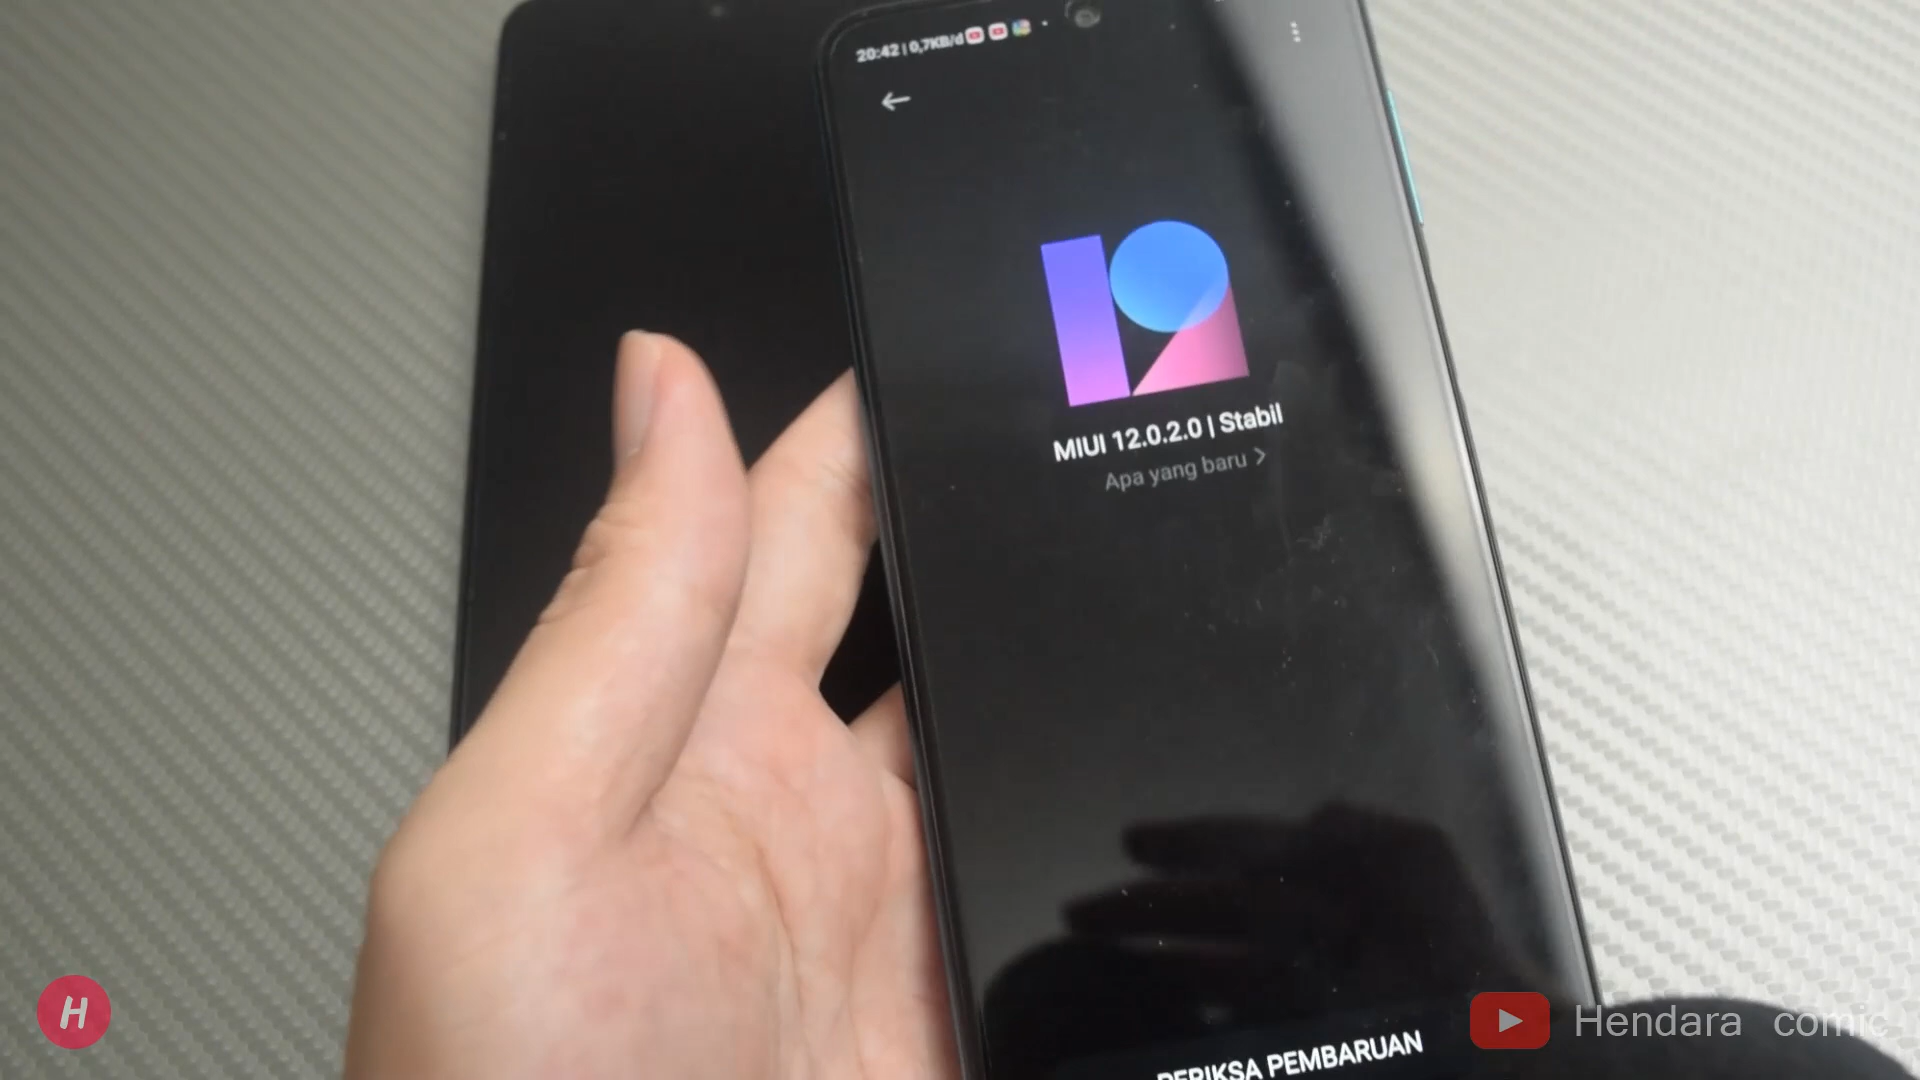 20:42 | 0,7KB/d
MIUI 12.0.2.0 | Stabil
Apa yang baru >
PERIKSA PEMBARUAN
H
Hendara comic